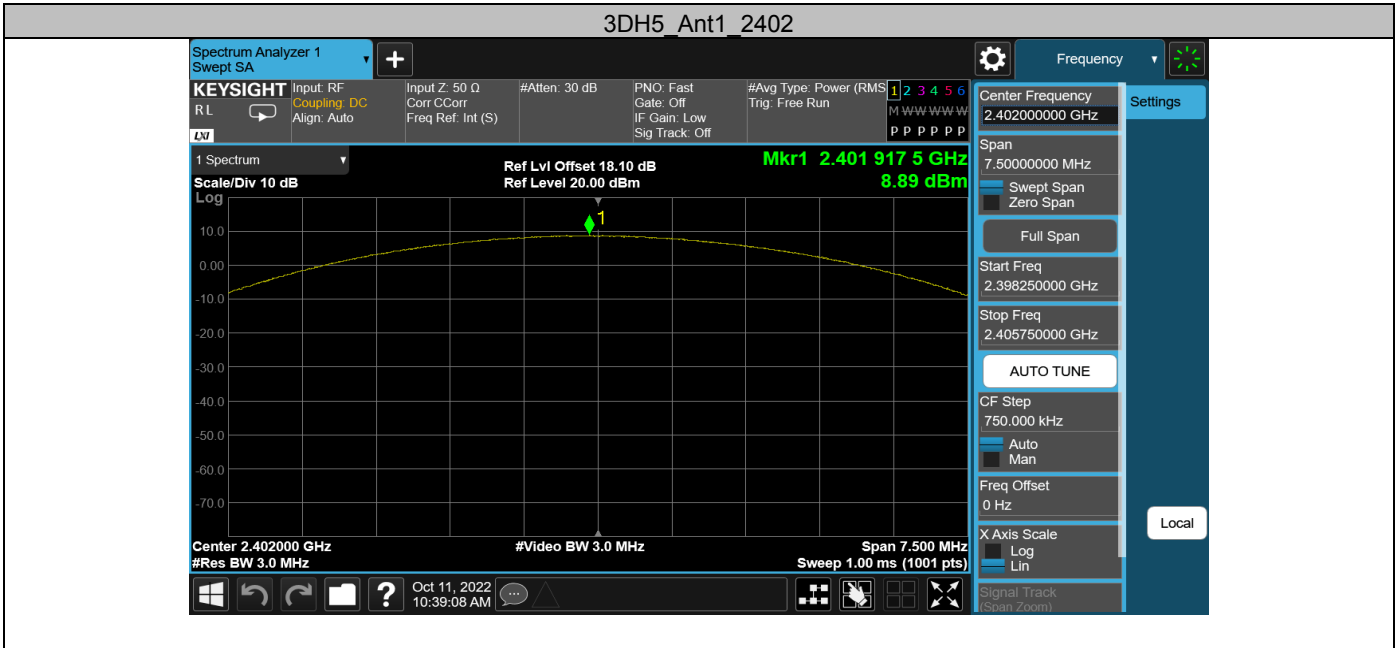 3DH5_Ant1_2402
Spectrum Analyzer 1
Swept SA
Frequency
KEYSIGHT
RL
LXI
Input: RF
Coupling: DC
Align: Auto
Input Z: 50 Ω
Corr CCorr
Freq Ref: Int (S)
#Atten: 30 dB
PNO: Fast
Gate: Off
IF Gain: Low
Sig Track: Off
#Avg Type: Power (RMS
Trig: Free Run
1 2 3 4 5 6
M W W W W W
P P P P P P
1 Spectrum
Scale/Div 10 dB
Ref Lvl Offset 18.10 dB
Ref Level 20.00 dBm
Mkr1 2.401 917 5 GHz
8.89 dBm
Log
1
10.0
0.00
-10.0
-20.0
-30.0
-40.0
-50.0
-60.0
-70.0
Center 2.402000 GHz
#Res BW 3.0 MHz
#Video BW 3.0 MHz
Span 7.500 MHz
Sweep 1.00 ms (1001 pts)
Center Frequency
2.402000000 GHz
Settings
Span
7.50000000 MHz
Swept Span
Zero Span
Full Span
Start Freq
2.398250000 GHz
Stop Freq
2.405750000 GHz
AUTO TUNE
CF Step
750.000 kHz
Auto
Man
Freq Offset
0 Hz
X Axis Scale
Log
Lin
Local
Signal Track
(Span Zoom)
?
Oct 11, 2022
10:39:08 AM